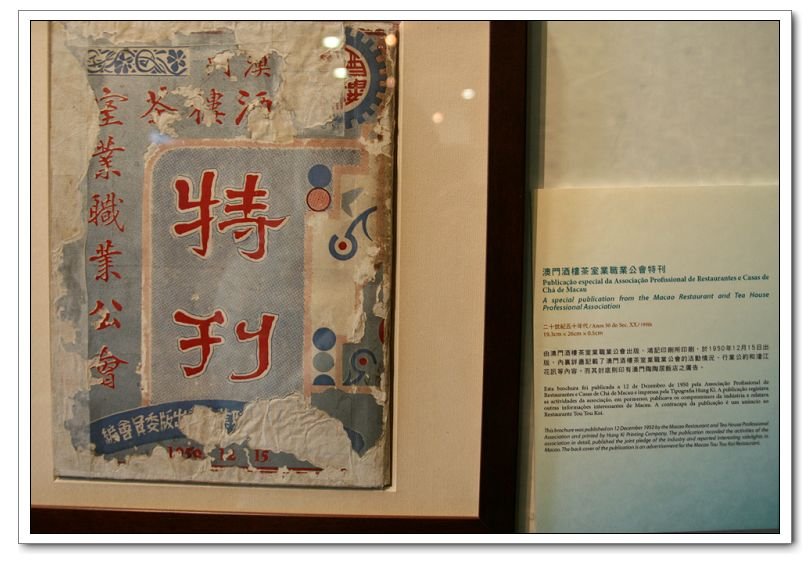 澳門
酒樓茶室
業職業公會
特刊
出版委員會編
1950 12 15
澳門酒樓茶室業職業公會特刊
Publicação especial da Associação Profissional de Restaurantes e Casas de
Chá de Macau
A special publication from the Macao Restaurant and Tea House
Professional Association
二十世紀五十年代/Anos 50 do Sec. XX/1950s
19.3cm × 26cm × 0.5cm
由澳門酒樓茶室業職業公會出版，鴻記印刷所印刷，於1950年12月15日出
版，內裏詳盡記載了澳門酒樓茶室業職業公會的活動情況、行業公約和濠江
花訊等內容，而其封底則印有澳門陶陶居飯店之廣告。
Esta brochura foi publicada a 12 de Dezembro de 1950 pela Associação Profissional de
Restaurantes e Casas de Chá de Macau e impressa pela Tipografia Hung Ki. A publicação registava
as actividades da associação, em pormenor, publicava os compromissos da indústria e relatava
outras informações interessantes de Macau. A contracapa da publicação é um anúncio ao
Restaurante Tou Tou Koi.
This brochure was published on 12 December 1950 by the Macao Restaurant and Tea House Professional
Association and printed by Hung Ki Printing Company. The publication recorded the activities of the
association in detail, published the joint pledge of the industry and reported interesting sidelights in
Macao. The back cover of the publication is an advertisement for the Macao Tou Tou Koi Restaurant.